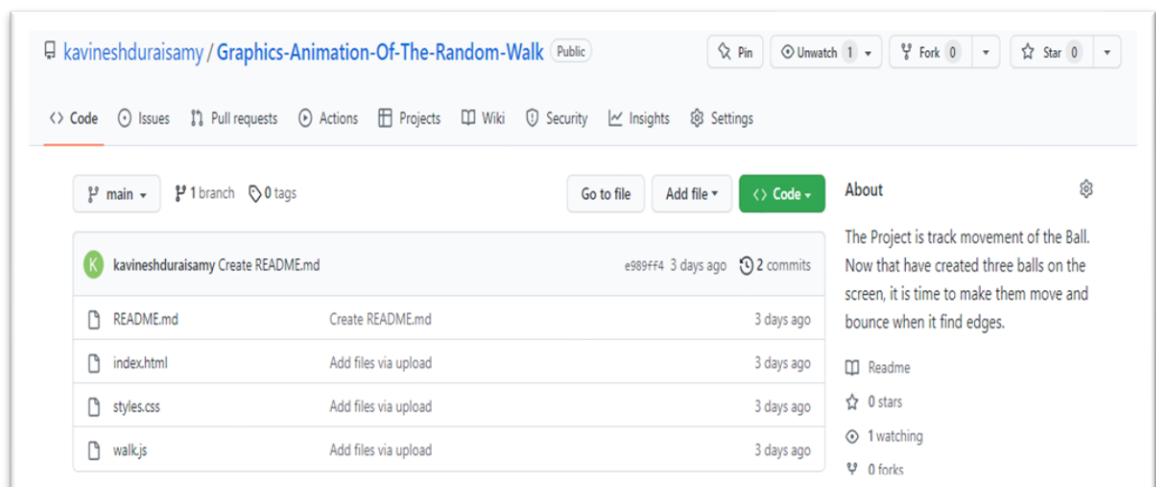 kavineshduraisamy / Graphics-Animation-Of-The-Random-Walk Public Pin Unwatch 1 Fork 0 Star 0
Code Issues Pull requests Actions Projects Wiki Security Insights Settings
main 1 branch 0 tags Go to file Add file Code
K kavineshduraisamy Create README.md e989ff4 3 days ago 2 commits
README.md Create README.md 3 days ago
index.html Add files via upload 3 days ago
styles.css Add files via upload 3 days ago
walk.js Add files via upload 3 days ago
About
The Project is track movement of the Ball.
Now that have created three balls on the
screen, it is time to make them move and
bounce when it find edges.
Readme
0 stars
1 watching
0 forks